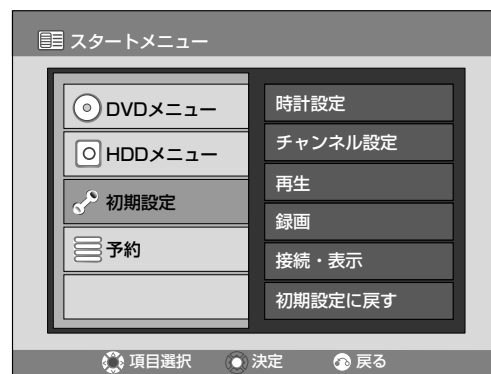 スタートメニュー
DVDメニュー
HDDメニュー
初期設定
予約
時計設定
チャンネル設定
再生
録画
接続・表示
初期設定に戻す
項目選択 決定 戻る